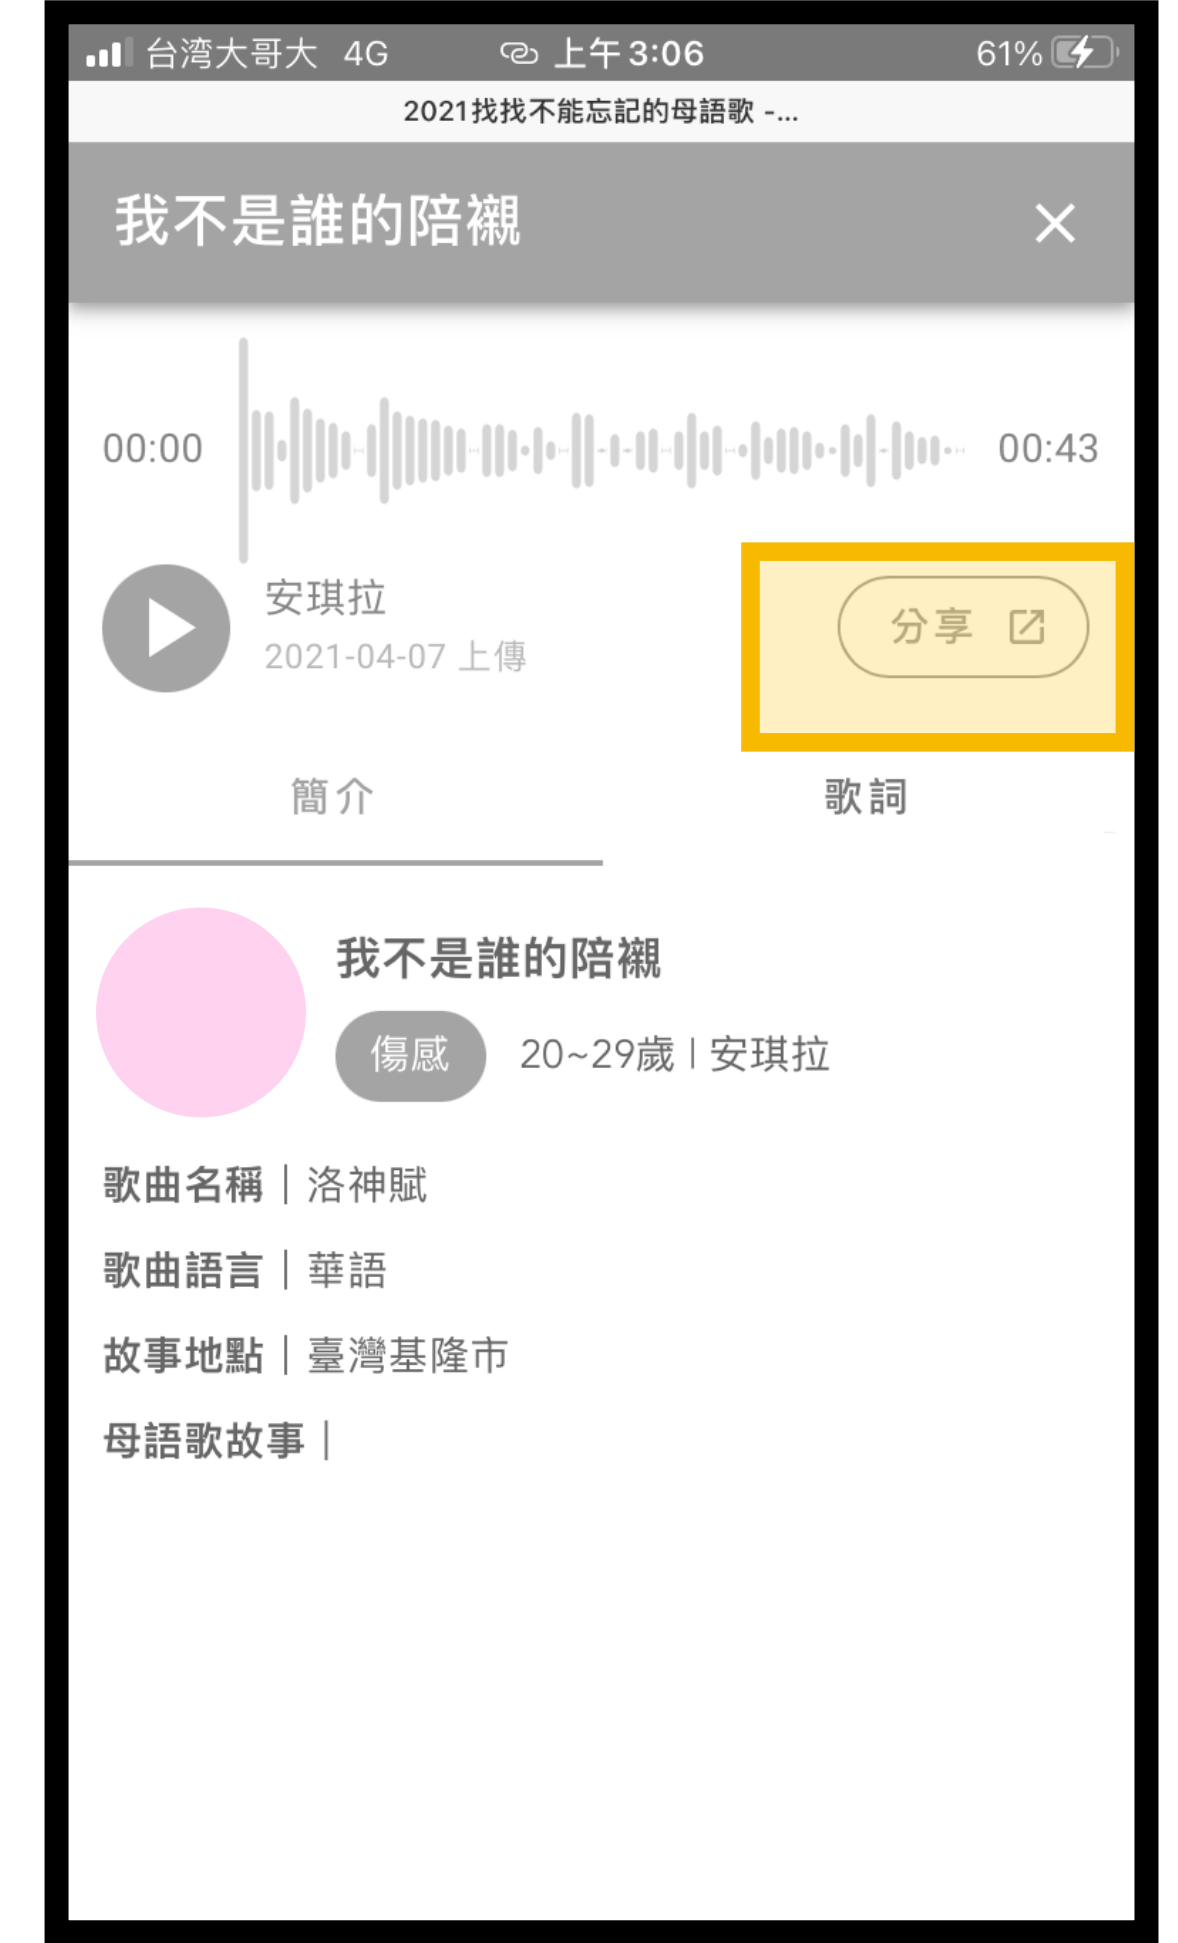 台湾大哥大 4G 上午3:06 61%
2021找找不能忘記的母語歌 -...
我不是誰的陪襯
00:00 00:43
安琪拉
2021-04-07 上傳
分享
簡介 歌詞
我不是誰的陪襯
傷感 20~29歲 | 安琪拉
歌曲名稱｜洛神賦
歌曲語言｜華語
故事地點｜臺灣基隆市
母語歌故事｜